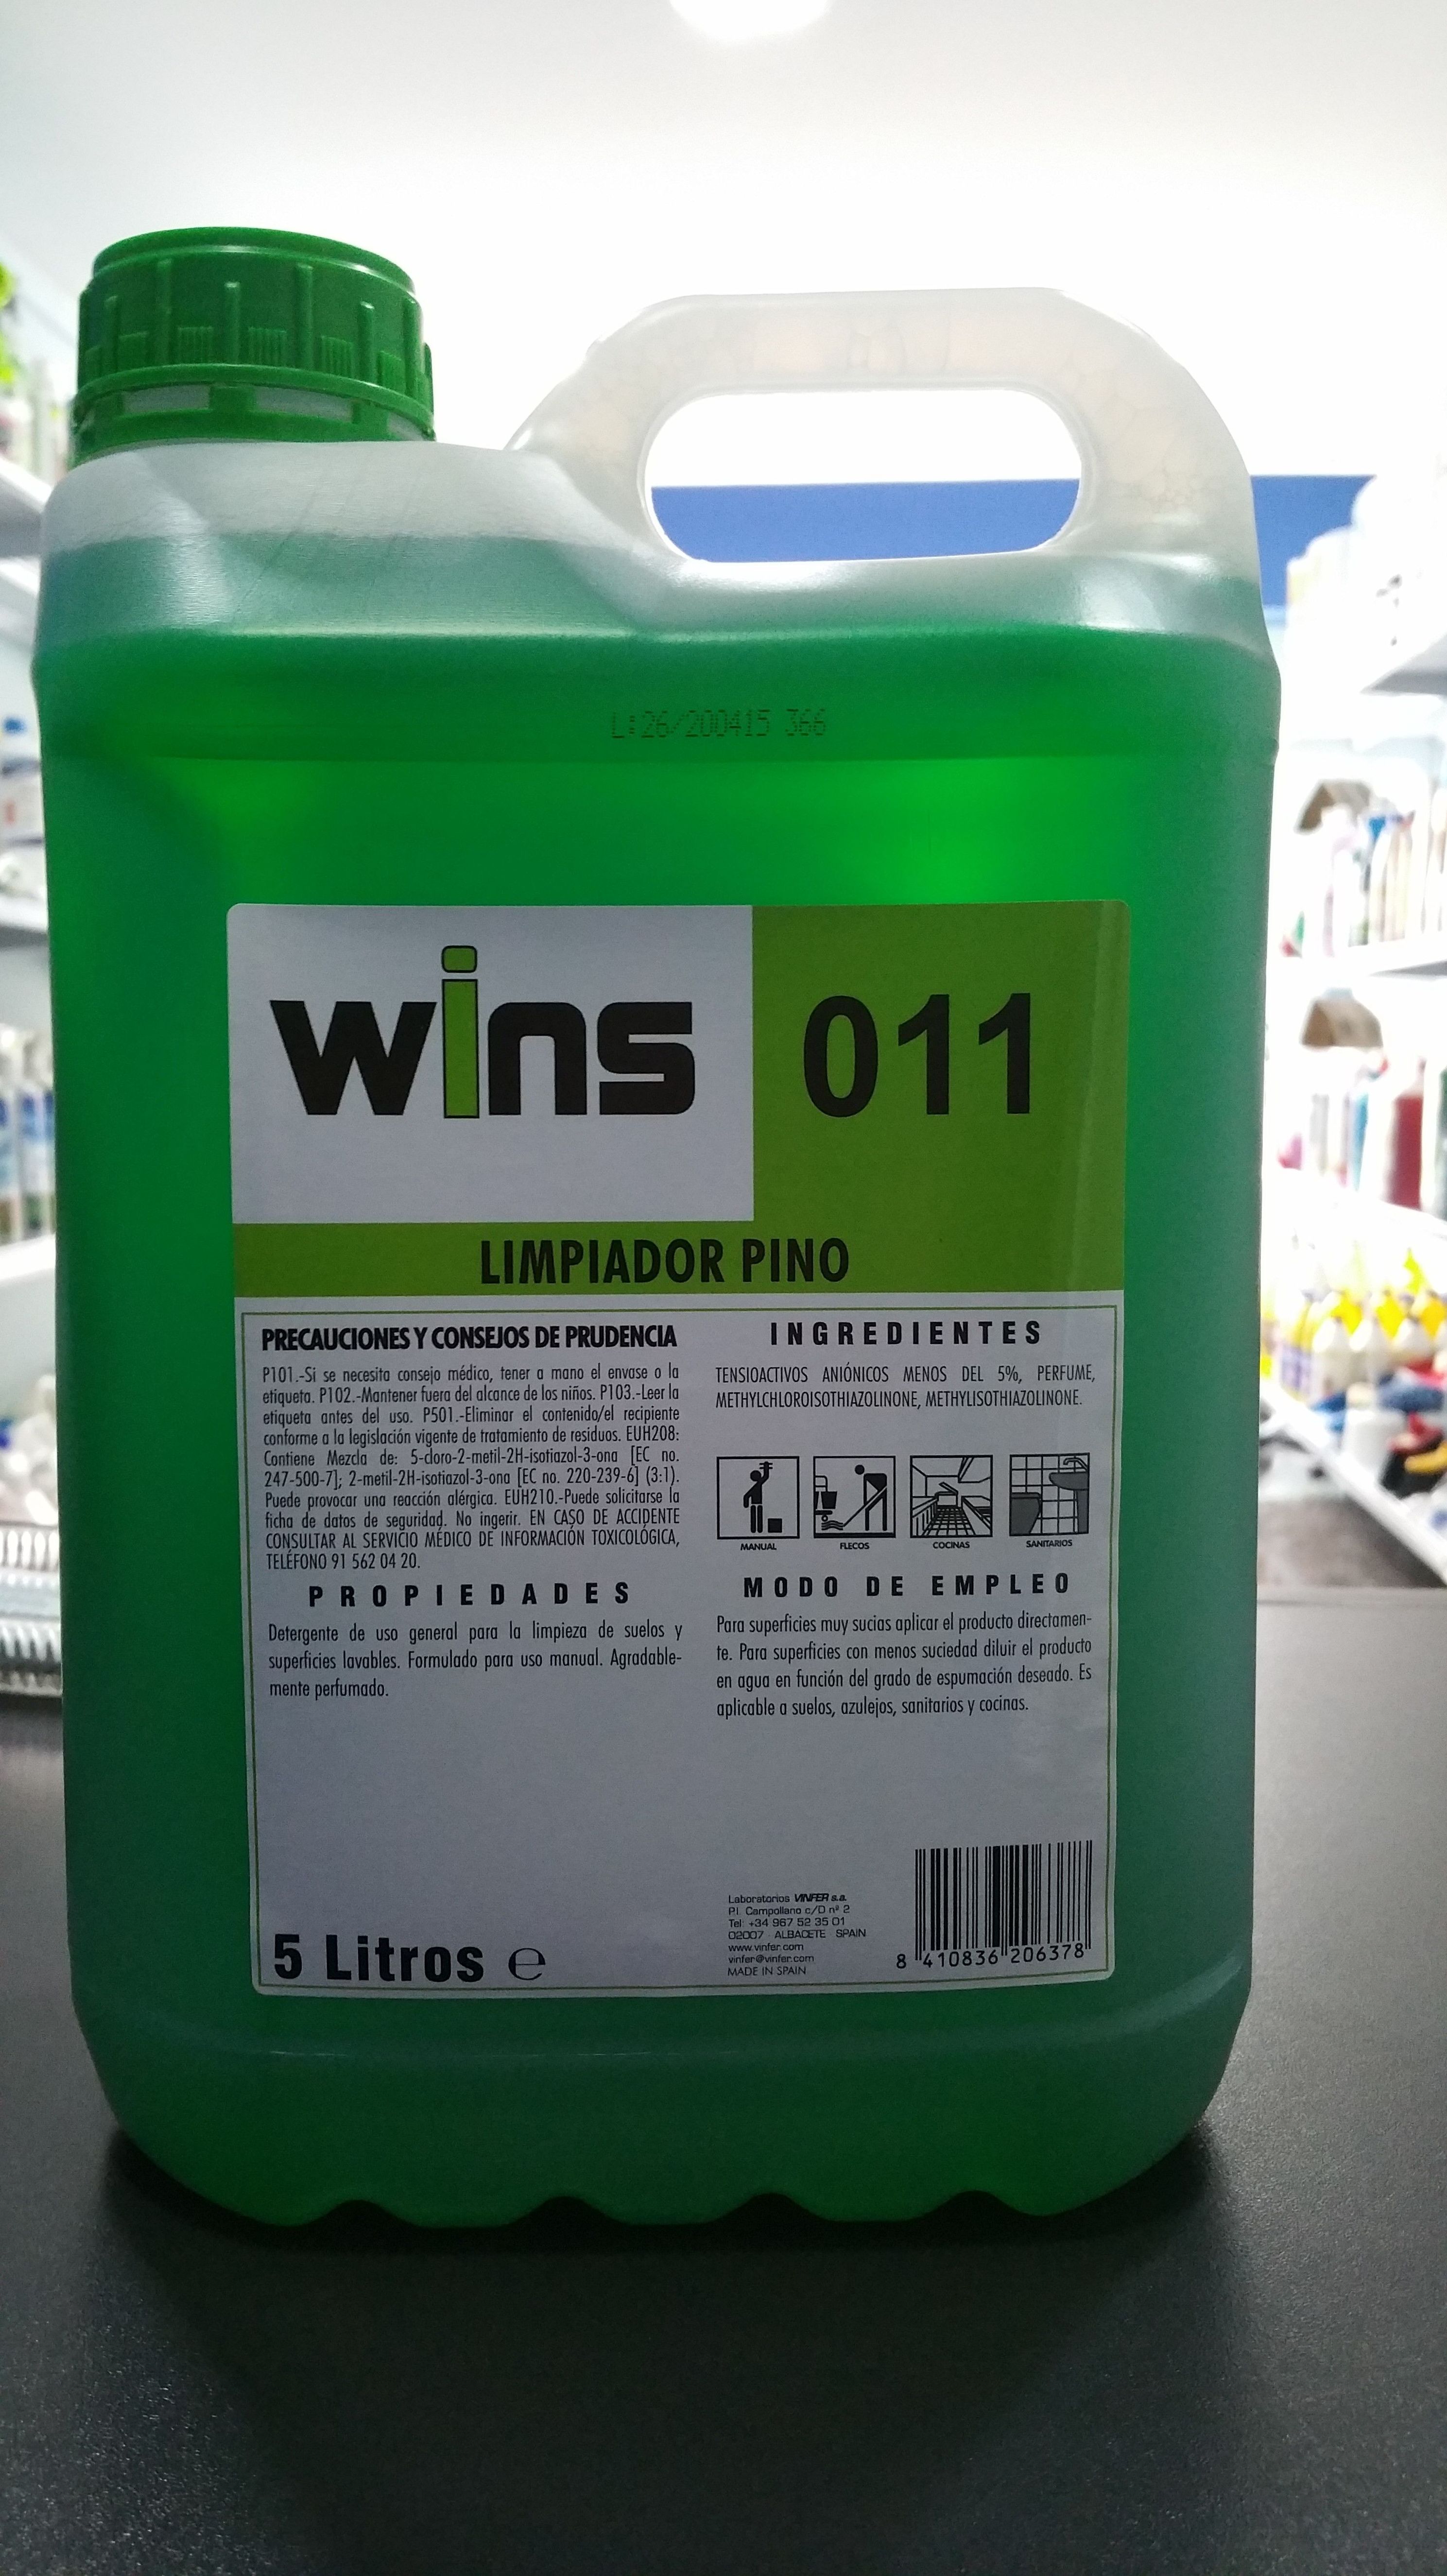 L:26/200415 366
wins
011
LIMPIADOR PINO
PRECAUCIONES Y CONSEJOS DE PRUDENCIA
P101.-Si se necesita consejo médico, tener a mano el envase o la
etiqueta. P102.-Mantener fuera del alcance de los niños. P103.-Leer la
etiqueta antes del uso. P501.-Eliminar el contenido/el recipiente
conforme a la legislación vigente de tratamiento de residuos. EUH208:
Contiene Mezcla de: 5-cloro-2-metil-2H-isotiazol-3-ona [EC no.
247-500-7]; 2-metil-2H-isotiazol-3-ona [EC no. 220-239-6] (3:1).
Puede provocar una reacción alérgica. EUH210.-Puede solicitarse la
ficha de datos de seguridad. No ingerir. EN CASO DE ACCIDENTE
CONSULTAR AL SERVICIO MÉDICO DE INFORMACIÓN TOXICOLÓGICA,
TELÉFONO 91 562 04 20.
PROPIEDADES
Detergente de uso general para la limpieza de suelos y
superficies lavables. Formulado para uso manual. Agradable-
mente perfumado.
5 Litros ℮
INGREDIENTES
TENSIOACTIVOS ANIÓNICOS MENOS DEL 5%, PERFUME,
METHYLCHLOROISOTHIAZOLINONE, METHYLISOTHIAZOLINONE.
MANUAL
FLECOS
COCINAS
SANITARIOS
MODO DE EMPLEO
Para superficies muy sucias aplicar el producto directamen-
te. Para superficies con menos suciedad diluir el producto
en agua en función del grado de espumación deseado. Es
aplicable a suelos, azulejos, sanitarios y cocinas.
Laboratorios VINFER s.a.
P.I. Campollano c/D nº 2
Tel: +34 967 52 35 01
02007 · ALBACETE SPAIN
www.vinfer.com
vinfer@vinfer.com
MADE IN SPAIN
8 410836 206378